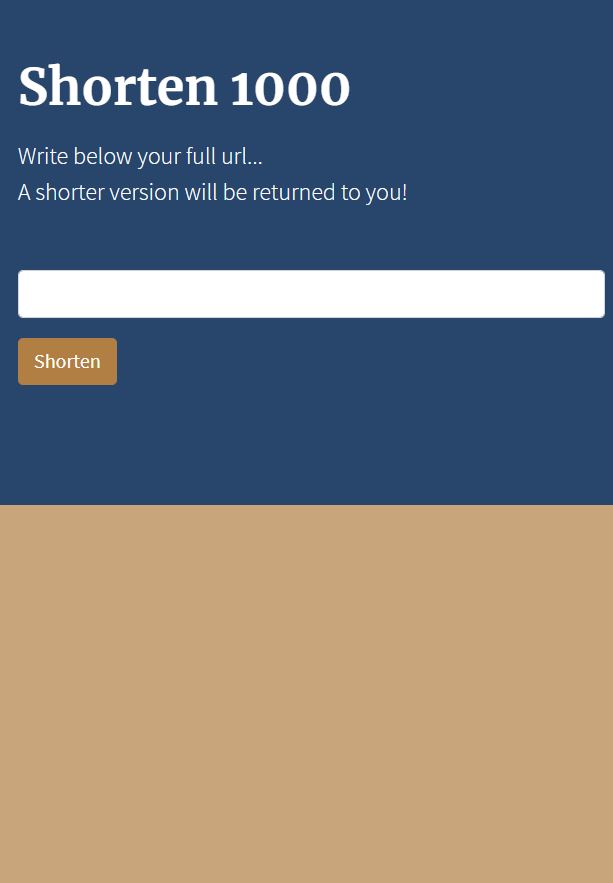 Shorten 1000
Write below your full url...
A shorter version will be returned to you!
Shorten